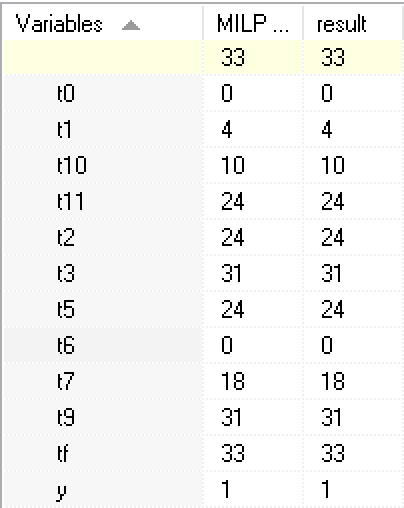 Variables MILP ... result
33 33
t0 0 0
t1 4 4
t10 10 10
t11 24 24
t2 24 24
t3 31 31
t5 24 24
t6 0 0
t7 18 18
t9 31 31
tf 33 33
y 1 1